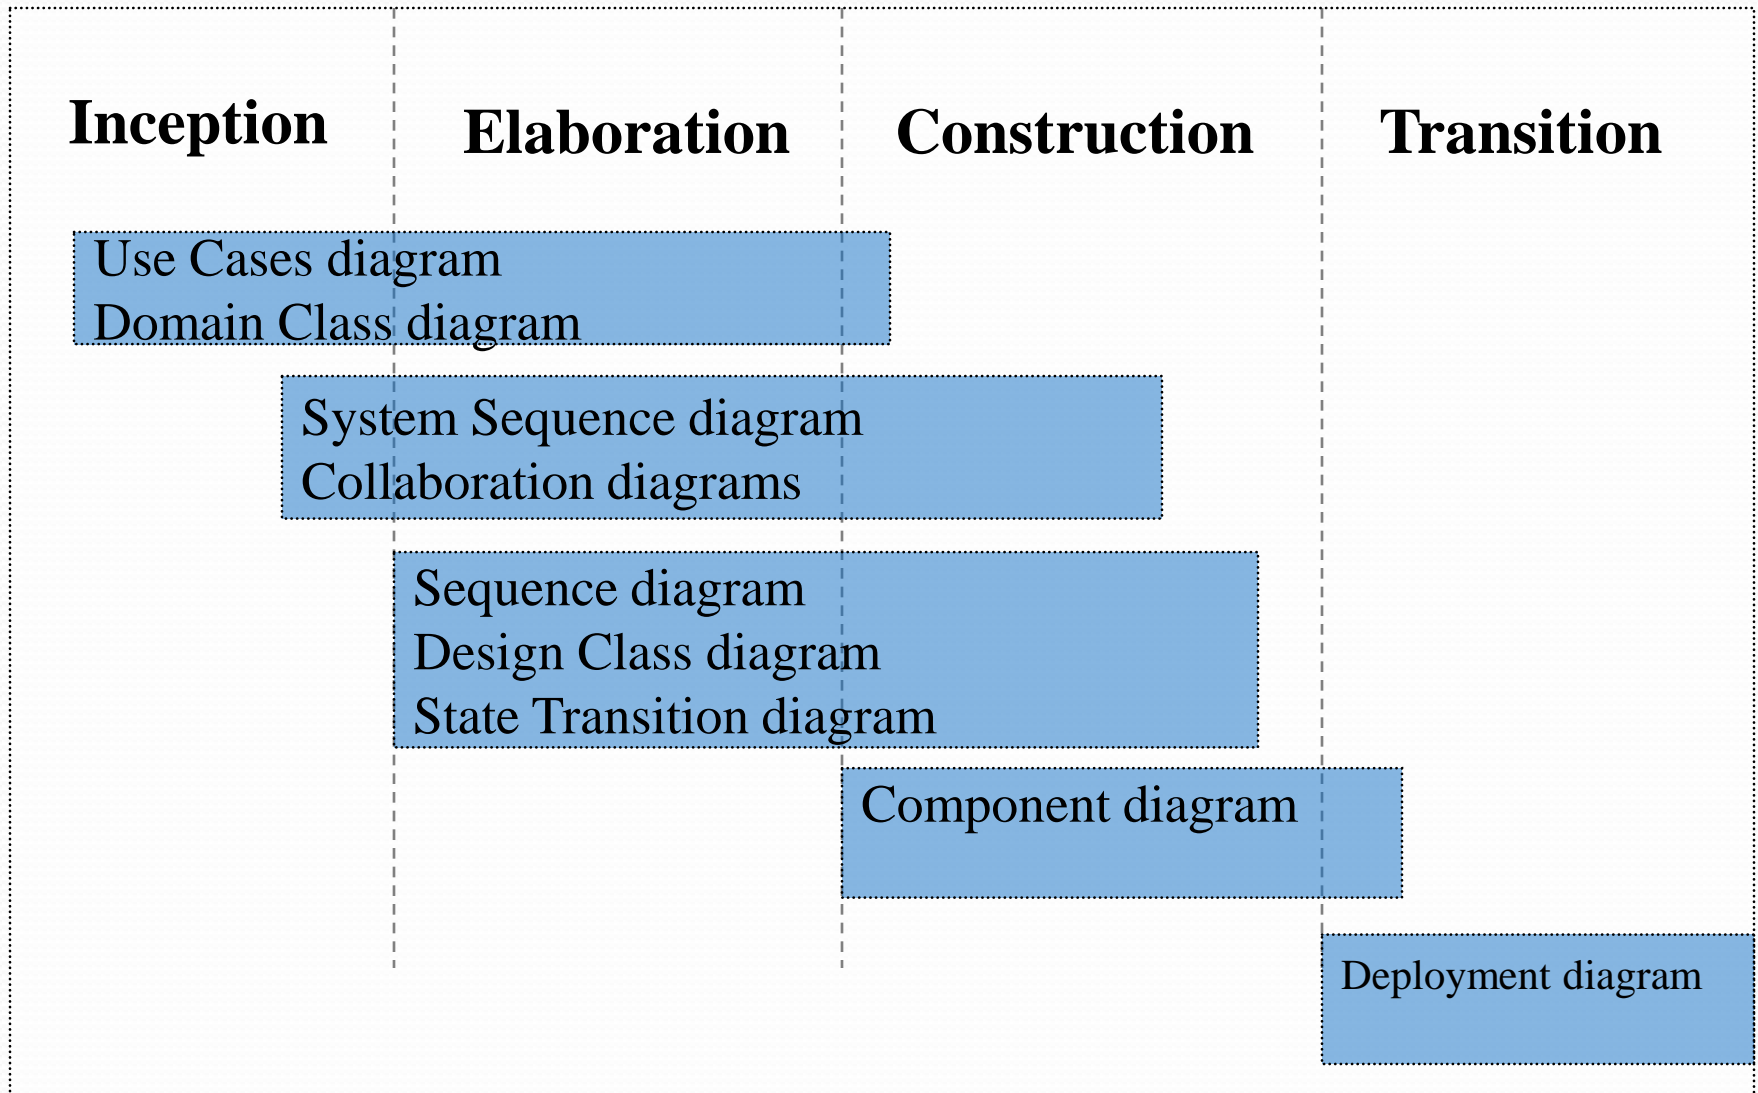 Inception
Elaboration
Construction
Transition
Use Cases diagram
Domain Class diagram
System Sequence diagram
Collaboration diagrams
Sequence diagram
Design Class diagram
State Transition diagram
Component diagram
Deployment diagram